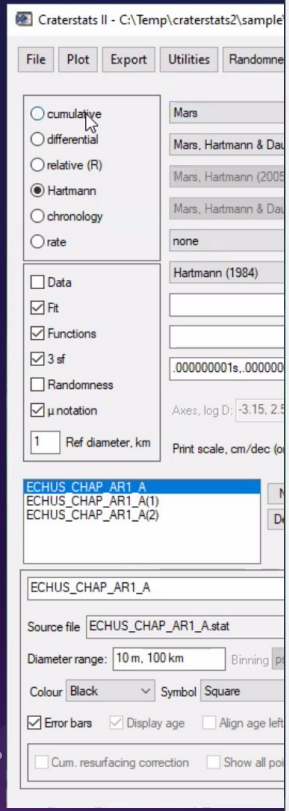 Craterstats II - C:\Temp\craterstats2\sample
File Plot Export Utilities Randomne
cumulative
differential
relative (R)
Hartmann
chronology
rate
Mars
Mars, Hartmann & Dau
Mars, Hartmann (2005
Mars, Hartmann & Dau
none
Hartmann (1984)
Data
Fit
Functions
3 sf
Randomness
µ notation
1 Ref diameter, km
.000000001s,.00000
Axes, log D: -3.15, 2.5
Print scale, cm/dec (o
ECHUS_CHAP_AR1_A
ECHUS_CHAP_AR1_A(1)
ECHUS_CHAP_AR1_A(2)
N
De
ECHUS_CHAP_AR1_A
Source file ECHUS_CHAP_AR1_A.stat
Diameter range: 10 m, 100 km Binning
Colour Black Symbol Square
Error bars Display age Align age left
Cum. resurfacing correction Show all poi